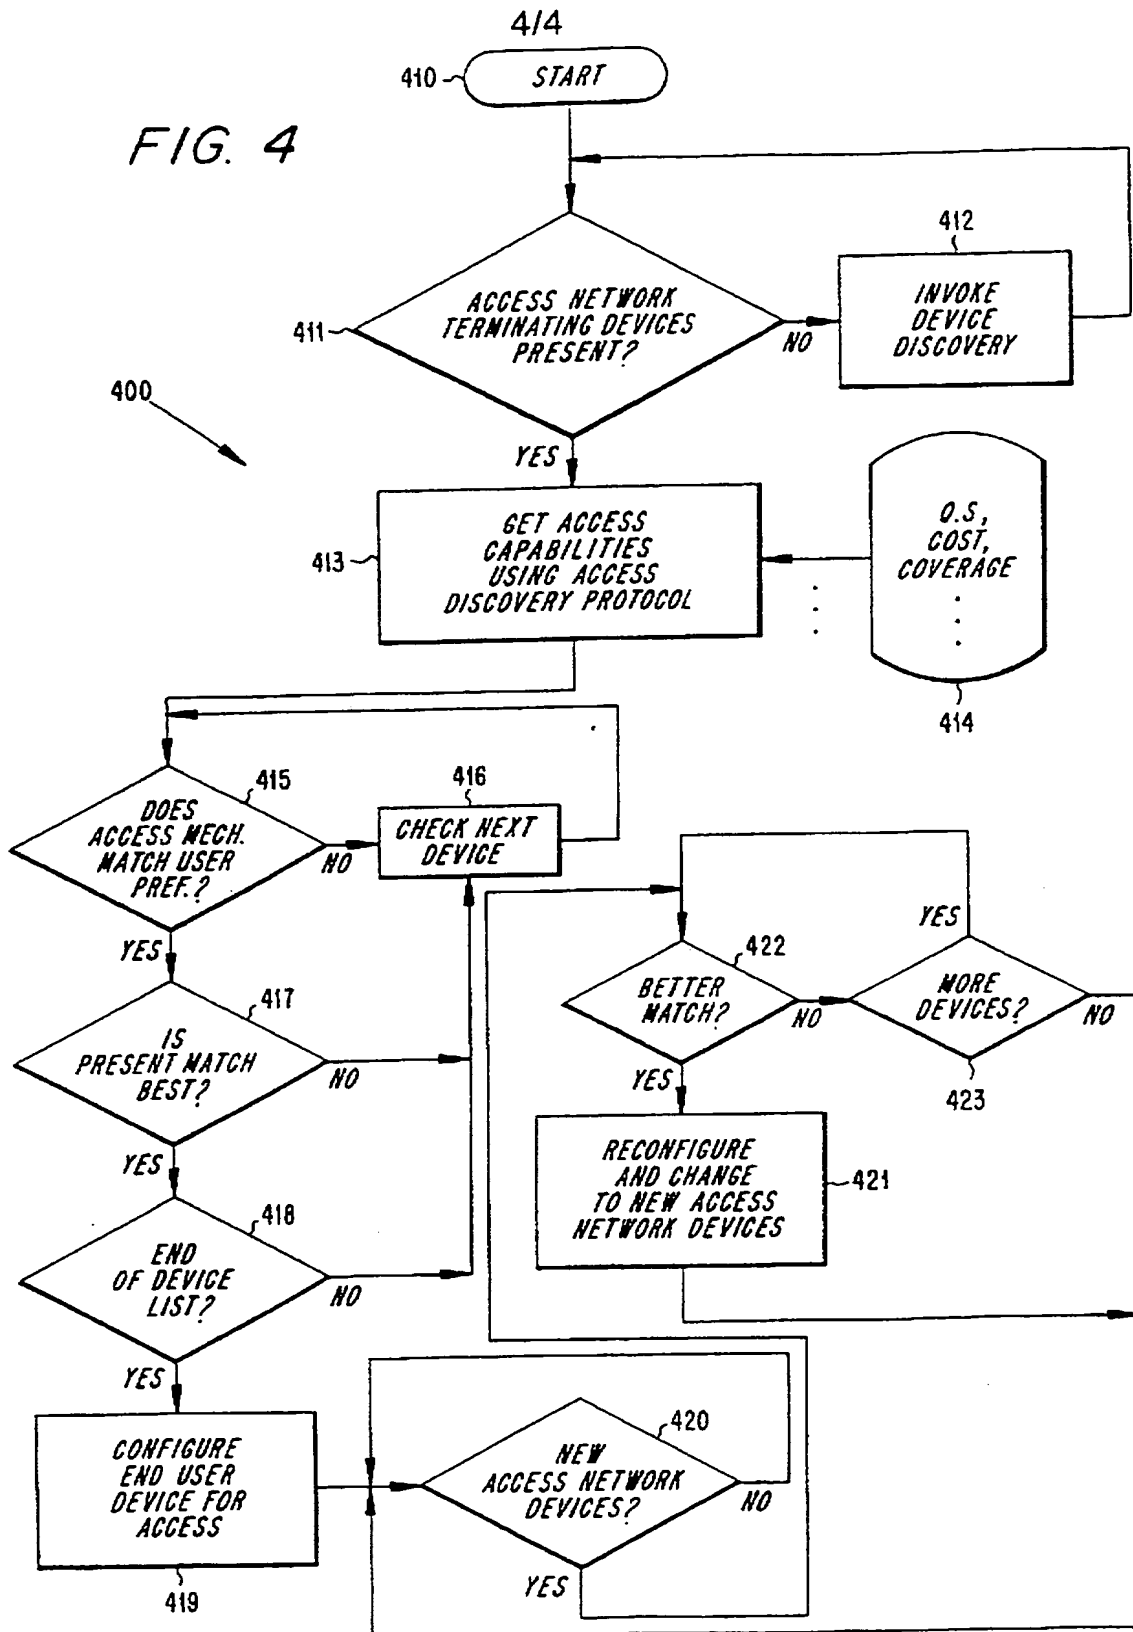 4/4
410
START
FIG. 4
412
INVOKE
DEVICE
DISCOVERY
411
ACCESS NETWORK
TERMINATING DEVICES
PRESENT?
NO
400
YES
413
GET ACCESS
CAPABILITIES
USING ACCESS
DISCOVERY PROTOCOL
Q.S,
COST,
COVERAGE
414
415
DOES
ACCESS MECH.
MATCH USER
PREF.?
NO
416
CHECK NEXT
DEVICE
YES
417
IS
PRESENT MATCH
BEST?
NO
YES
418
END
OF DEVICE
LIST?
NO
YES
CONFIGURE
END USER
DEVICE FOR
ACCESS
419
420
NEW
ACCESS NETWORK
DEVICES?
NO
YES
422
BETTER
MATCH?
NO
YES
MORE
DEVICES?
NO
423
YES
RECONFIGURE
AND CHANGE
TO NEW ACCESS
NETWORK DEVICES
421